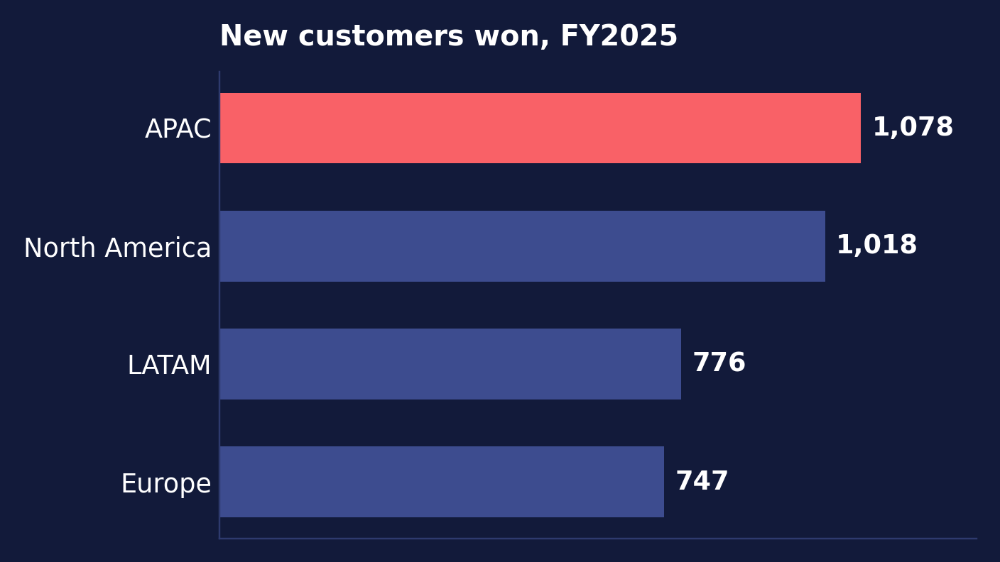 New customers won, FY2025
APAC 1,078
North America 1,018
LATAM 776
Europe 747